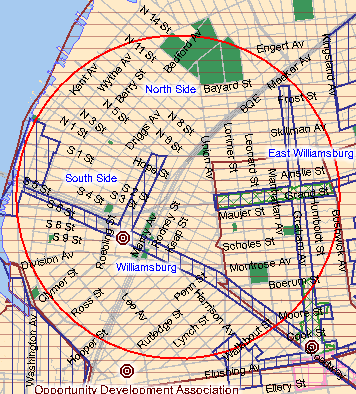 N 14 St
N 11 St
Bedford Av
Engert Av
Kingsland Av
Kent Av
Wythe Av
Berry St
Meeker Av
North Side
Bayard St
BQE
Frost St
N 3 St
N 1 St
N 5 St
Driggs Av
N 8 St
N 6 St
Skillman Av
Union Av
Lorimer St
Leonard St
S 1 St
Hope St
East Williamsburg
Ainslie St
South Side
S 5 St
S 4 St
S 3 St
Manhattan Av
Grand St
S 6 St
Maujer St
Humboldt St
Graham Av
Bushwick Av
S 8 St
S 9 St
Roebling St
Marcy Av
Rodney St
Keap St
Scholes St
Division Av
Williamsburg
Montrose Av
Clymer St
Penn St
Boerum St
Ross St
Lee Av
Harrison Av
Moore St
Washington Av
Hooper St
Rutledge St
Lynch St
Walkabout St
Cook St
Broadway
Flushing Av
Ellery St
Opportunity Development Association